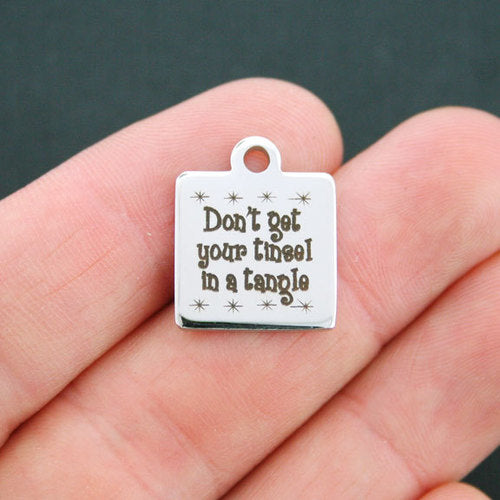 Don't get
your tinsel
in a tangle